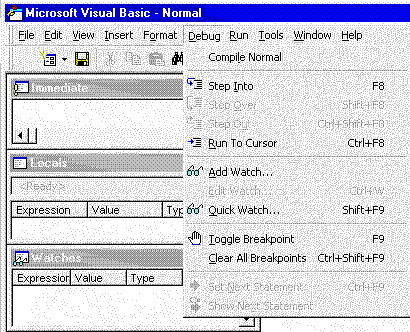 Microsoft Visual Basic - Normal
File Edit View Insert Format Debug Run Tools Window Help
Compile Normal
Immediate
Step Into F8
Step Over Shift+F8
Step Out Ctrl+Shift+F8
Run To Cursor Ctrl+F8
Locals
<Ready>
Add Watch...
Edit Watch... Ctrl+W
Expression Value Typ
Quick Watch... Shift+F9
Toggle Breakpoint F9
Watches
Clear All Breakpoints Ctrl+Shift+F9
Expression Value Type
Set Next Statement Ctrl+F9
Show Next Statement